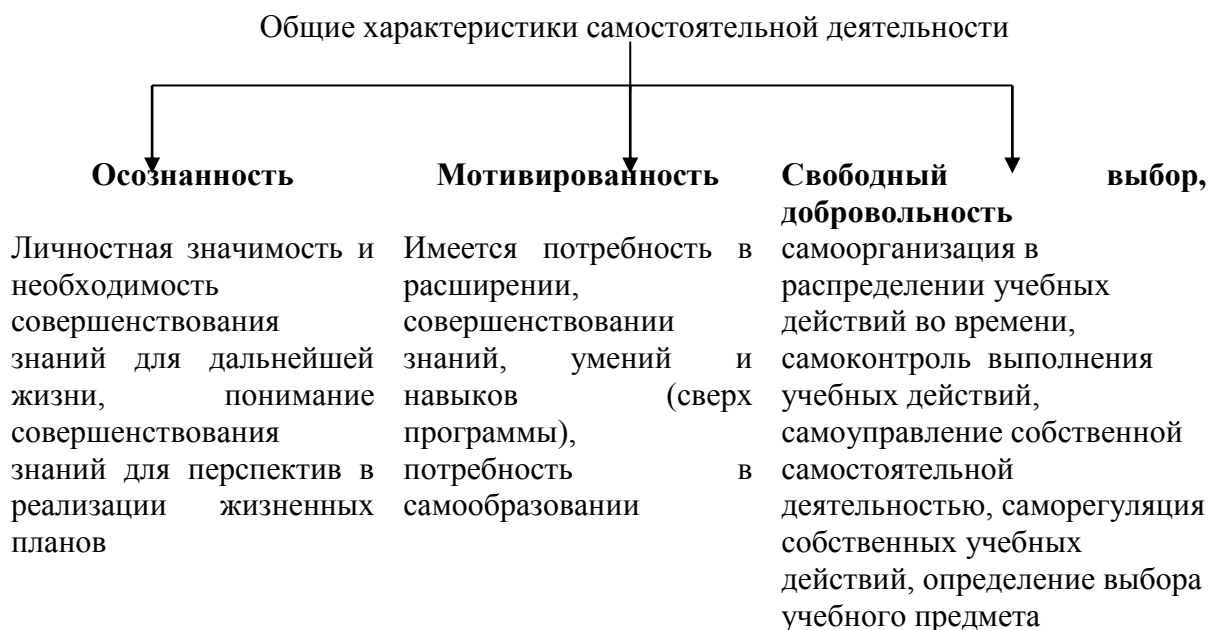 Общие характеристики самостоятельной деятельности
Осознанность
Личностная значимость и
необходимость
совершенствования
знаний для дальнейшей
жизни, понимание
совершенствования
знаний для перспектив в
реализации жизненных
планов
Мотивированность
Имеется потребность в
расширении,
совершенствовании
знаний, умений и
навыков (сверх
программы),
потребность в
самообразовании
Свободный выбор,
добровольность
самоорганизация в
распределении учебных
действий во времени,
самоконтроль выполнения
учебных действий,
самоуправление собственной
самостоятельной
деятельностью, саморегуляция
собственных учебных
действий, определение выбора
учебного предмета